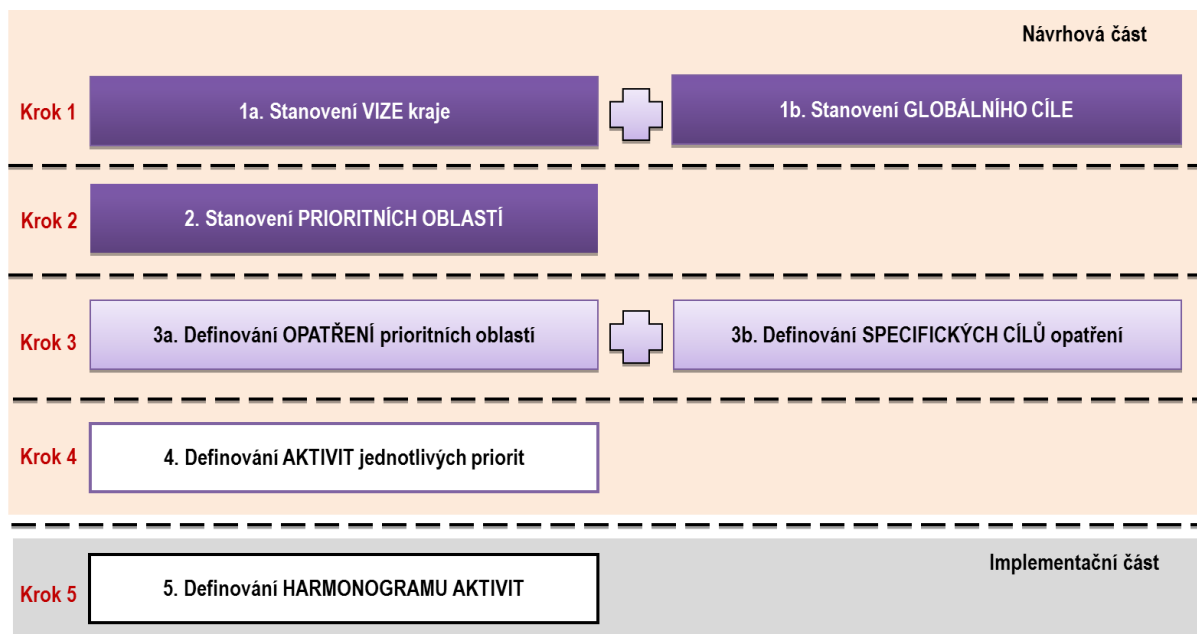 Návrhová část
Krok 1
1a. Stanovení VIZE kraje
1b. Stanovení GLOBÁLNÍHO CÍLE
Krok 2
2. Stanovení PRIORITNÍCH OBLASTÍ
Krok 3
3a. Definování OPATŘENÍ prioritních oblastí
3b. Definování SPECIFICKÝCH CÍLŮ opatření
Krok 4
4. Definování AKTIVIT jednotlivých priorit
Implementační část
Krok 5
5. Definování HARMONOGRAMU AKTIVIT